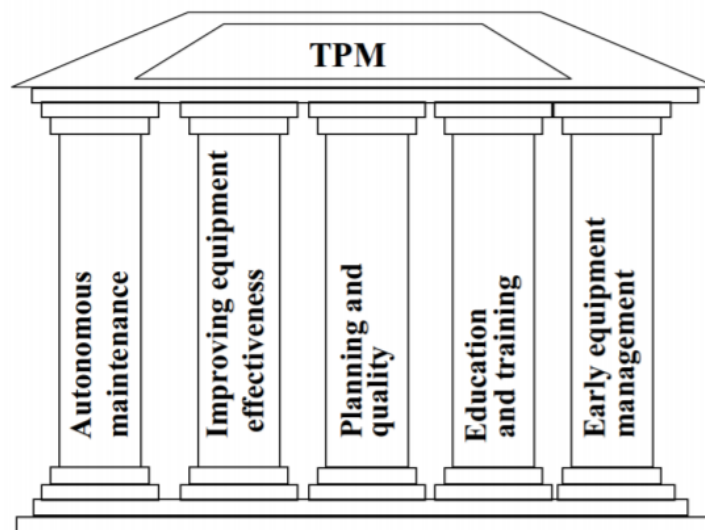 TPM
Autonomous
maintenance
Improving equipment
effectiveness
Planning and
quality
Education
and training
Early equipment
management